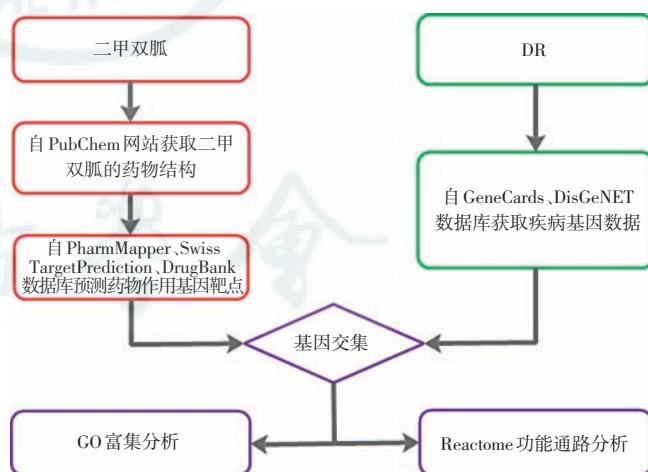 二甲双胍
DR
自PubChem网站获取二甲
双胍的药物结构
自GeneCards、DisGeNET
数据库获取疾病基因数据
自PharmMapper、Swiss
TargetPrediction、DrugBank
数据库预测药物作用基因靶点
基因交集
GO富集分析
Reactome功能通路分析